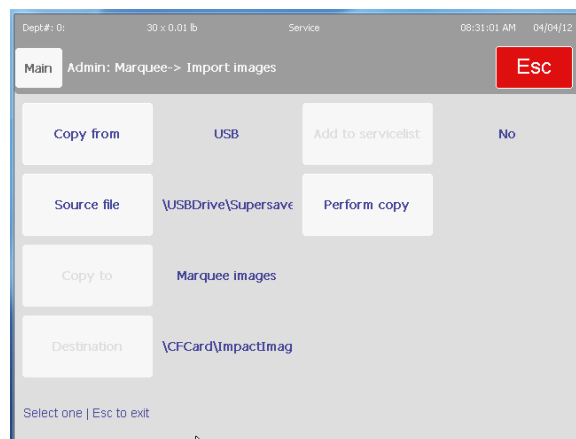 Dept#: 0: 30 x 0.01 lb Service 08:31:01 AM 04/04/12
Main Admin: Marquee-> Import images Esc
Copy from USB Add to servicelist No
Source file \USBDrive\Supersave Perform copy
Copy to Marquee images
Destination \CFCard\ImpactImag
Select one | Esc to exit